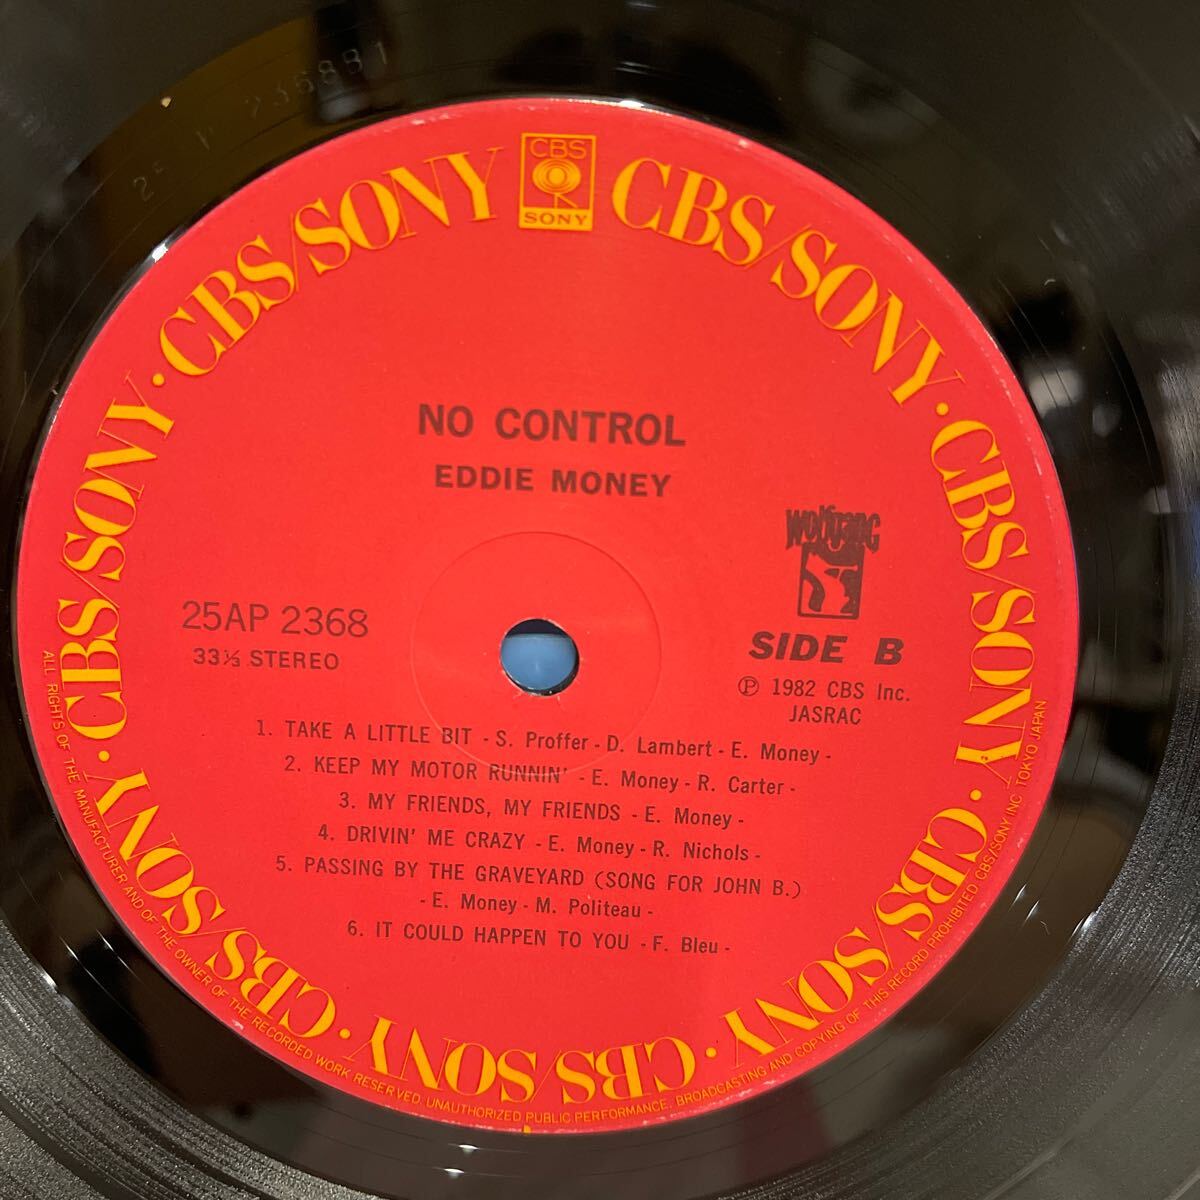 236881
CBS
SONY
CBS/SONY · CBS/SONY · CBS/SONY · CBS/SONY · CBS/SONY · CBS/SONY · CBS/SONY · CBS/SONY
NO CONTROL
EDDIE MONEY
wolfgang
25AP 2368
33⅓ STEREO
SIDE B
Ⓟ 1982 CBS Inc.
JASRAC
1. TAKE A LITTLE BIT - S. Proffer - D. Lambert - E. Money -
2. KEEP MY MOTOR RUNNIN' - E. Money - R. Carter -
3. MY FRIENDS, MY FRIENDS - E. Money -
4. DRIVIN' ME CRAZY - E. Money - R. Nichols -
5. PASSING BY THE GRAVEYARD (SONG FOR JOHN B.)
- E. Money - M. Politeau -
6. IT COULD HAPPEN TO YOU - F. Bleu -
ALL RIGHTS OF THE MANUFACTURER AND OF THE OWNER OF THE RECORDED WORK RESERVED. UNAUTHORIZED PUBLIC PERFORMANCE, BROADCASTING AND COPYING OF THIS RECORD PROHIBITED CBS/SONY INC. TOKYO JAPAN